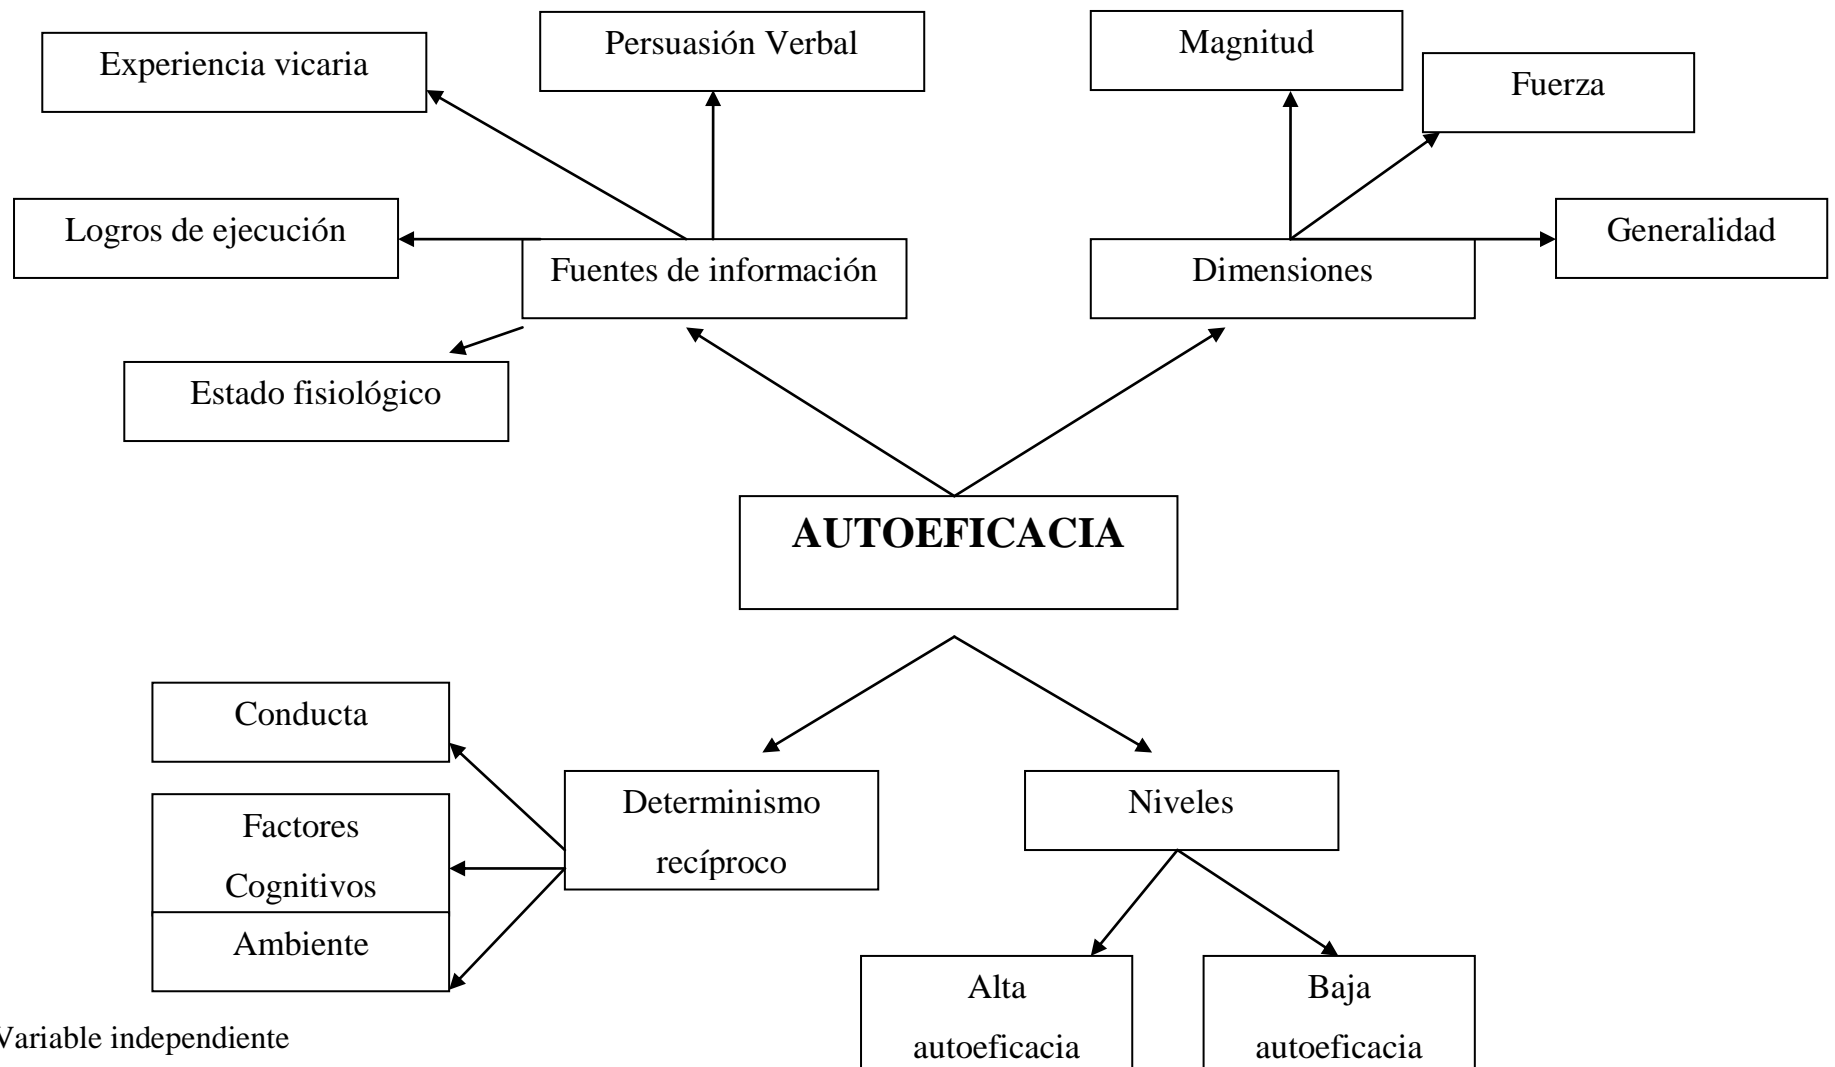 Persuasión Verbal
Magnitud
Experiencia vicaria
Fuerza
Logros de ejecución
Generalidad
Fuentes de información
Dimensiones
Estado fisiológico
AUTOEFICACIA
Conducta
Determinismo
recíproco
Niveles
Factores
Cognitivos
Ambiente
Alta
autoeficacia
Baja
autoeficacia
Variable independiente